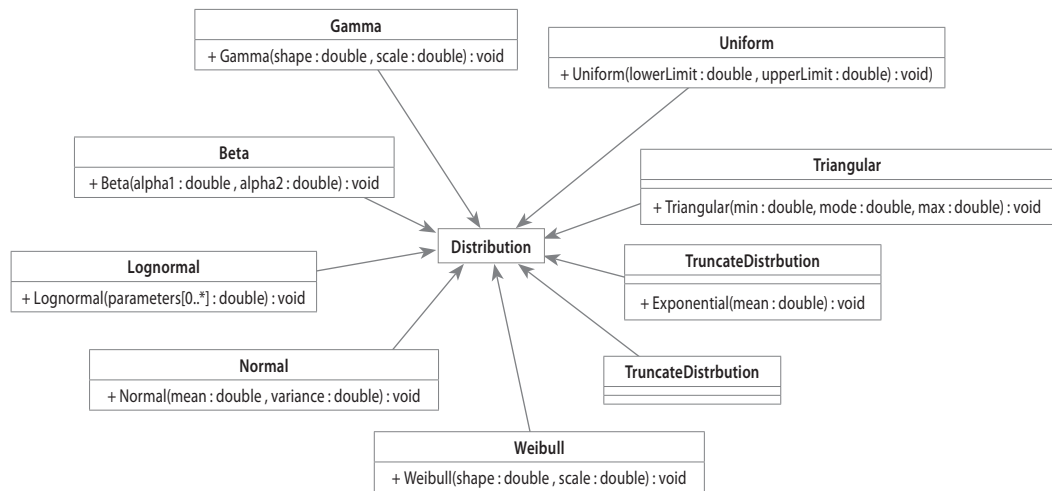 Gamma
+ Gamma(shape : double , scale : double) : void
Uniform
+ Uniform(lowerLimit : double , upperLimit : double) : void)
Beta
+ Beta(alpha1 : double , alpha2 : double) : void
Triangular
+ Triangular(min : double, mode : double, max : double) : void
Distribution
Lognormal
+ Lognormal(parameters[0..*] : double) : void
TruncateDistrbution
+ Exponential(mean : double) : void
Normal
+ Normal(mean : double , variance : double) : void
TruncateDistrbution
Weibull
+ Weibull(shape : double , scale : double) : void